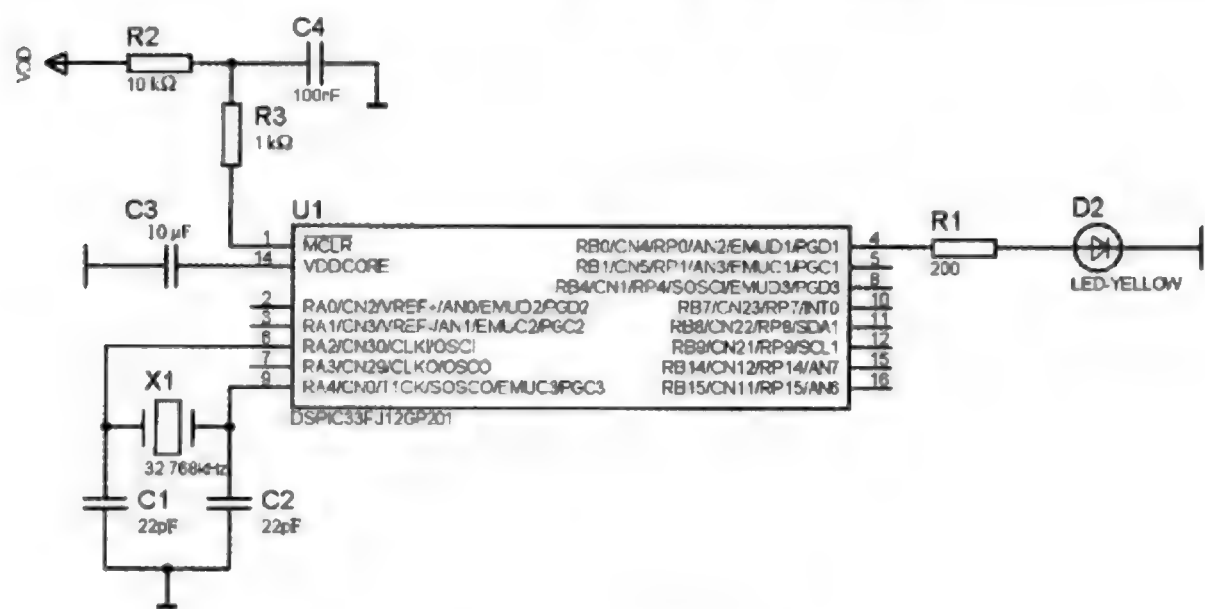 VCC
R2
10 kΩ
C4
100nF
R3
1 kΩ
C3
10 µF
U1
1 MCLR
14 VDDCORE
2 RA0/CN2/VREF+/AN0/EMUD2/PGD2
3 RA1/CN3/VREF-/AN1/EMUC2/PGC2
6 RA2/CN30/CLKI/OSCI
7 RA3/CN29/CLKO/OSCO
9 RA4/CN0/T1CK/SOSCO/EMUC3/PGC3
RB0/CN4/RP0/AN2/EMUD1/PGD1 4
RB1/CN5/RP1/AN3/EMUC1/PGC1 5
RB4/CN1/RP4/SOSCI/EMUD3/PGD3 8
RB7/CN23/RP7/INT0 10
RB8/CN22/RP8/SDA1 11
RB9/CN21/RP9/SCL1 12
RB14/CN12/RP14/AN7 15
RB15/CN11/RP15/AN6 16
DSPIC33FJ12GP201
R1
200
D2
LED-YELLOW
X1
32 768kHz
C1
22pF
C2
22pF